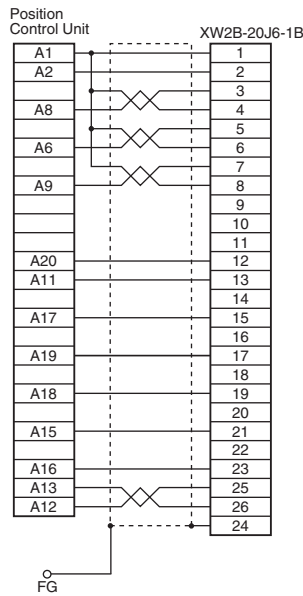 Position
Control Unit
XW2B-20J6-1B
A1 1
A2 2
3
A8 4
5
A6 6
7
A9 8
9
10
11
A20 12
A11 13
14
A17 15
16
A19 17
18
A18 19
20
A15 21
22
A16 23
A13 25
A12 26
24
FG